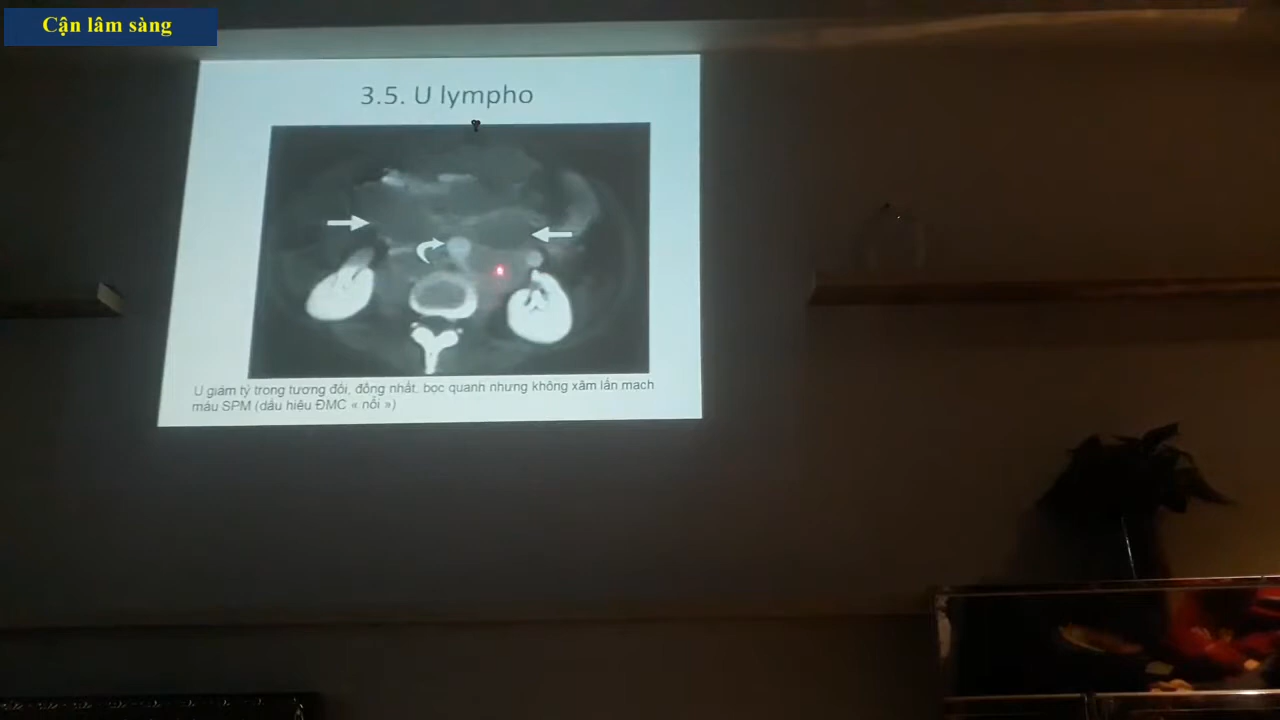 Cận lâm sàng
3.5. U lympho
U giảm tỷ trọng tương đối, đồng nhất, bọc quanh nhưng không xâm lấn mạch
máu SPM (dấu hiệu ĐMC « nổi »)